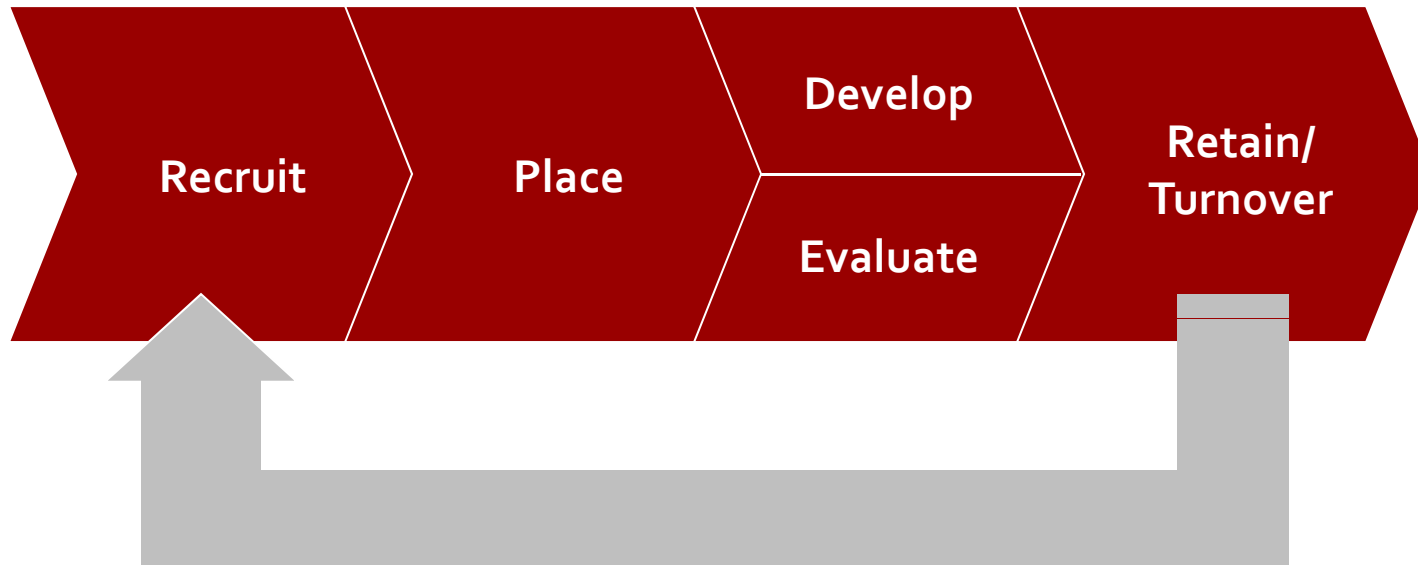 Recruit
Place
Develop
Evaluate
Retain/
Turnover